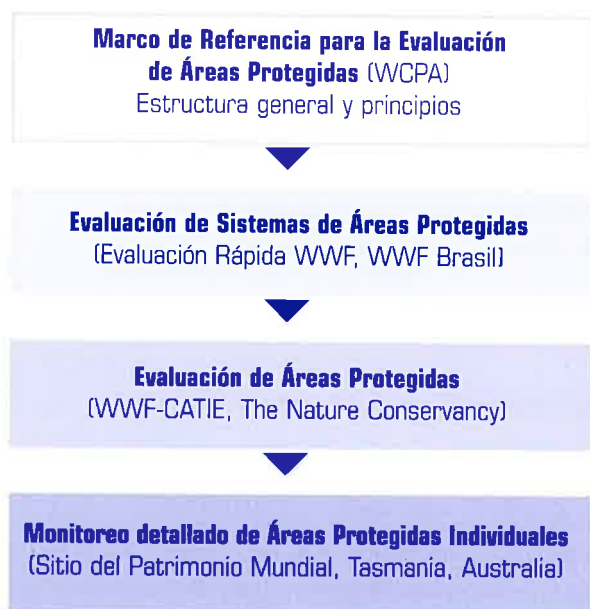 Marco de Referencia para la Evaluación
de Áreas Protegidas (WCPA)
Estructura general y principios
Evaluación de Sistemas de Áreas Protegidas
(Evaluación Rápida WWF, WWF Brasil)
Evaluación de Áreas Protegidas
(WWF-CATIE, The Nature Conservancy)
Monitoreo detallado de Áreas Protegidas Individuales
(Sitio del Patrimonio Mundial, Tasmania, Australia)